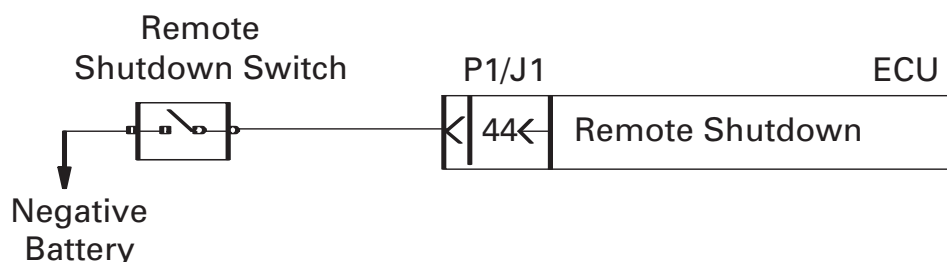 Remote
Shutdown Switch
P1/J1
ECU
44
Remote Shutdown
Negative
Battery